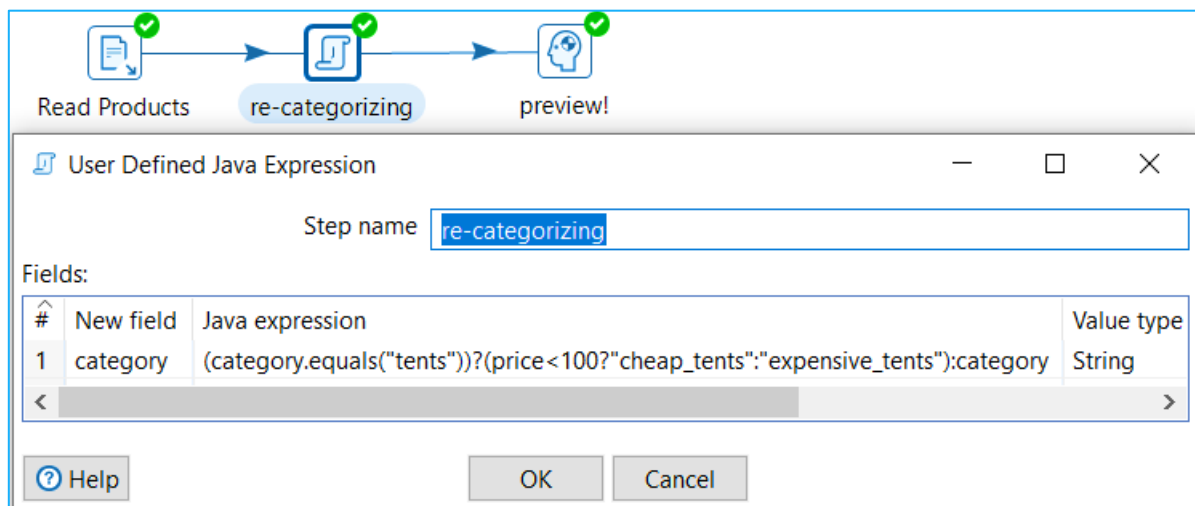 Read Products
re-categorizing
preview!
User Defined Java Expression
Step name re-categorizing
Fields:
# New field Java expression Value type
1 category (category.equals("tents"))?(price<100?"cheap_tents":"expensive_tents"):category String
Help OK Cancel